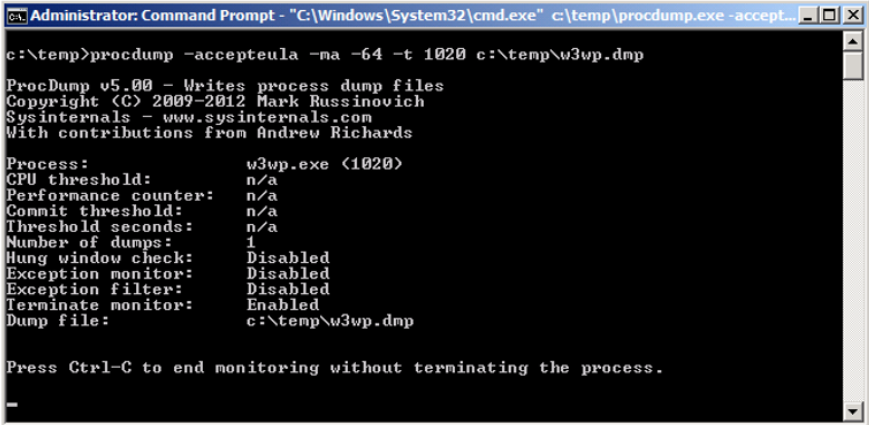 Administrator: Command Prompt - "C:\Windows\System32\cmd.exe" c:\temp\procdump.exe -accept...
c:\temp>procdump -accepteula -ma -64 -t 1020 c:\temp\w3wp.dmp
ProcDump v5.00 - Writes process dump files
Copyright (C) 2009-2012 Mark Russinovich
Sysinternals - www.sysinternals.com
With contributions from Andrew Richards
Process: w3wp.exe (1020)
CPU threshold: n/a
Performance counter: n/a
Commit threshold: n/a
Threshold seconds: n/a
Number of dumps: 1
Hung window check: Disabled
Exception monitor: Disabled
Exception filter: Disabled
Terminate monitor: Enabled
Dump file: c:\temp\w3wp.dmp
Press Ctrl-C to end monitoring without terminating the process.